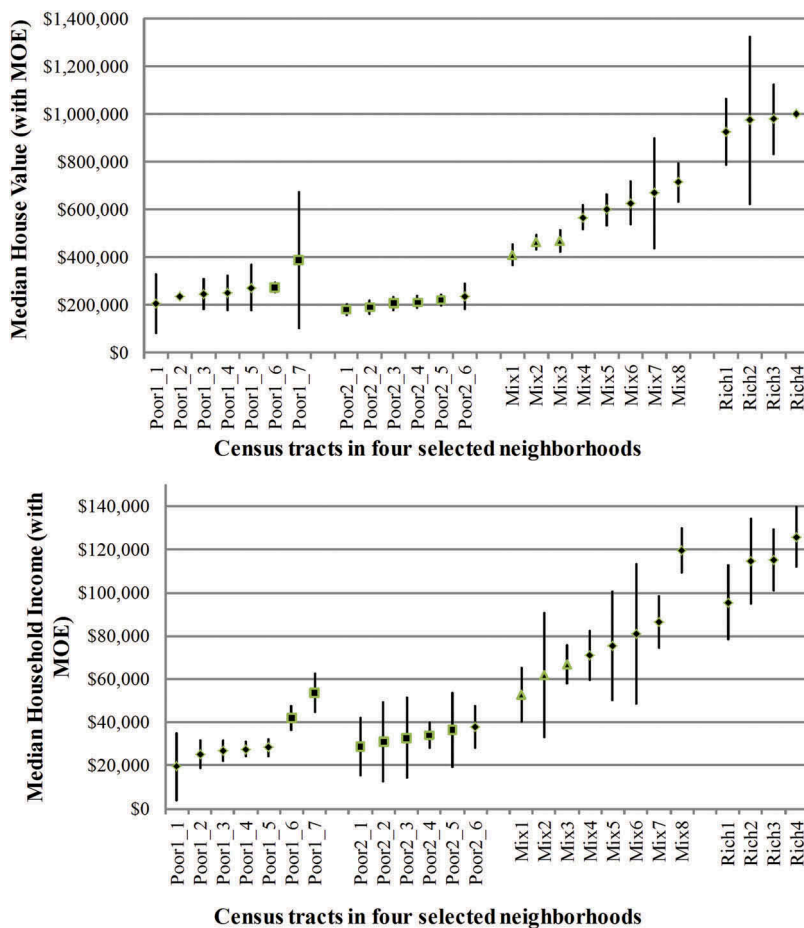 Median House Value (with MOE)
$1,400,000
$1,200,000
$1,000,000
$800,000
$600,000
$400,000
$200,000
$0
Poor1_1
Poor1_2
Poor1_3
Poor1_4
Poor1_5
Poor1_6
Poor1_7
Poor2_1
Poor2_2
Poor2_3
Poor2_4
Poor2_5
Poor2_6
Mix1
Mix2
Mix3
Mix4
Mix5
Mix6
Mix7
Mix8
Rich1
Rich2
Rich3
Rich4
Census tracts in four selected neighborhoods
Median Household Income (with
MOE)
$140,000
$120,000
$100,000
$80,000
$60,000
$40,000
$20,000
$0
Poor1_1
Poor1_2
Poor1_3
Poor1_4
Poor1_5
Poor1_6
Poor1_7
Poor2_1
Poor2_2
Poor2_3
Poor2_4
Poor2_5
Poor2_6
Mix1
Mix2
Mix3
Mix4
Mix5
Mix6
Mix7
Mix8
Rich1
Rich2
Rich3
Rich4
Census tracts in four selected neighborhoods